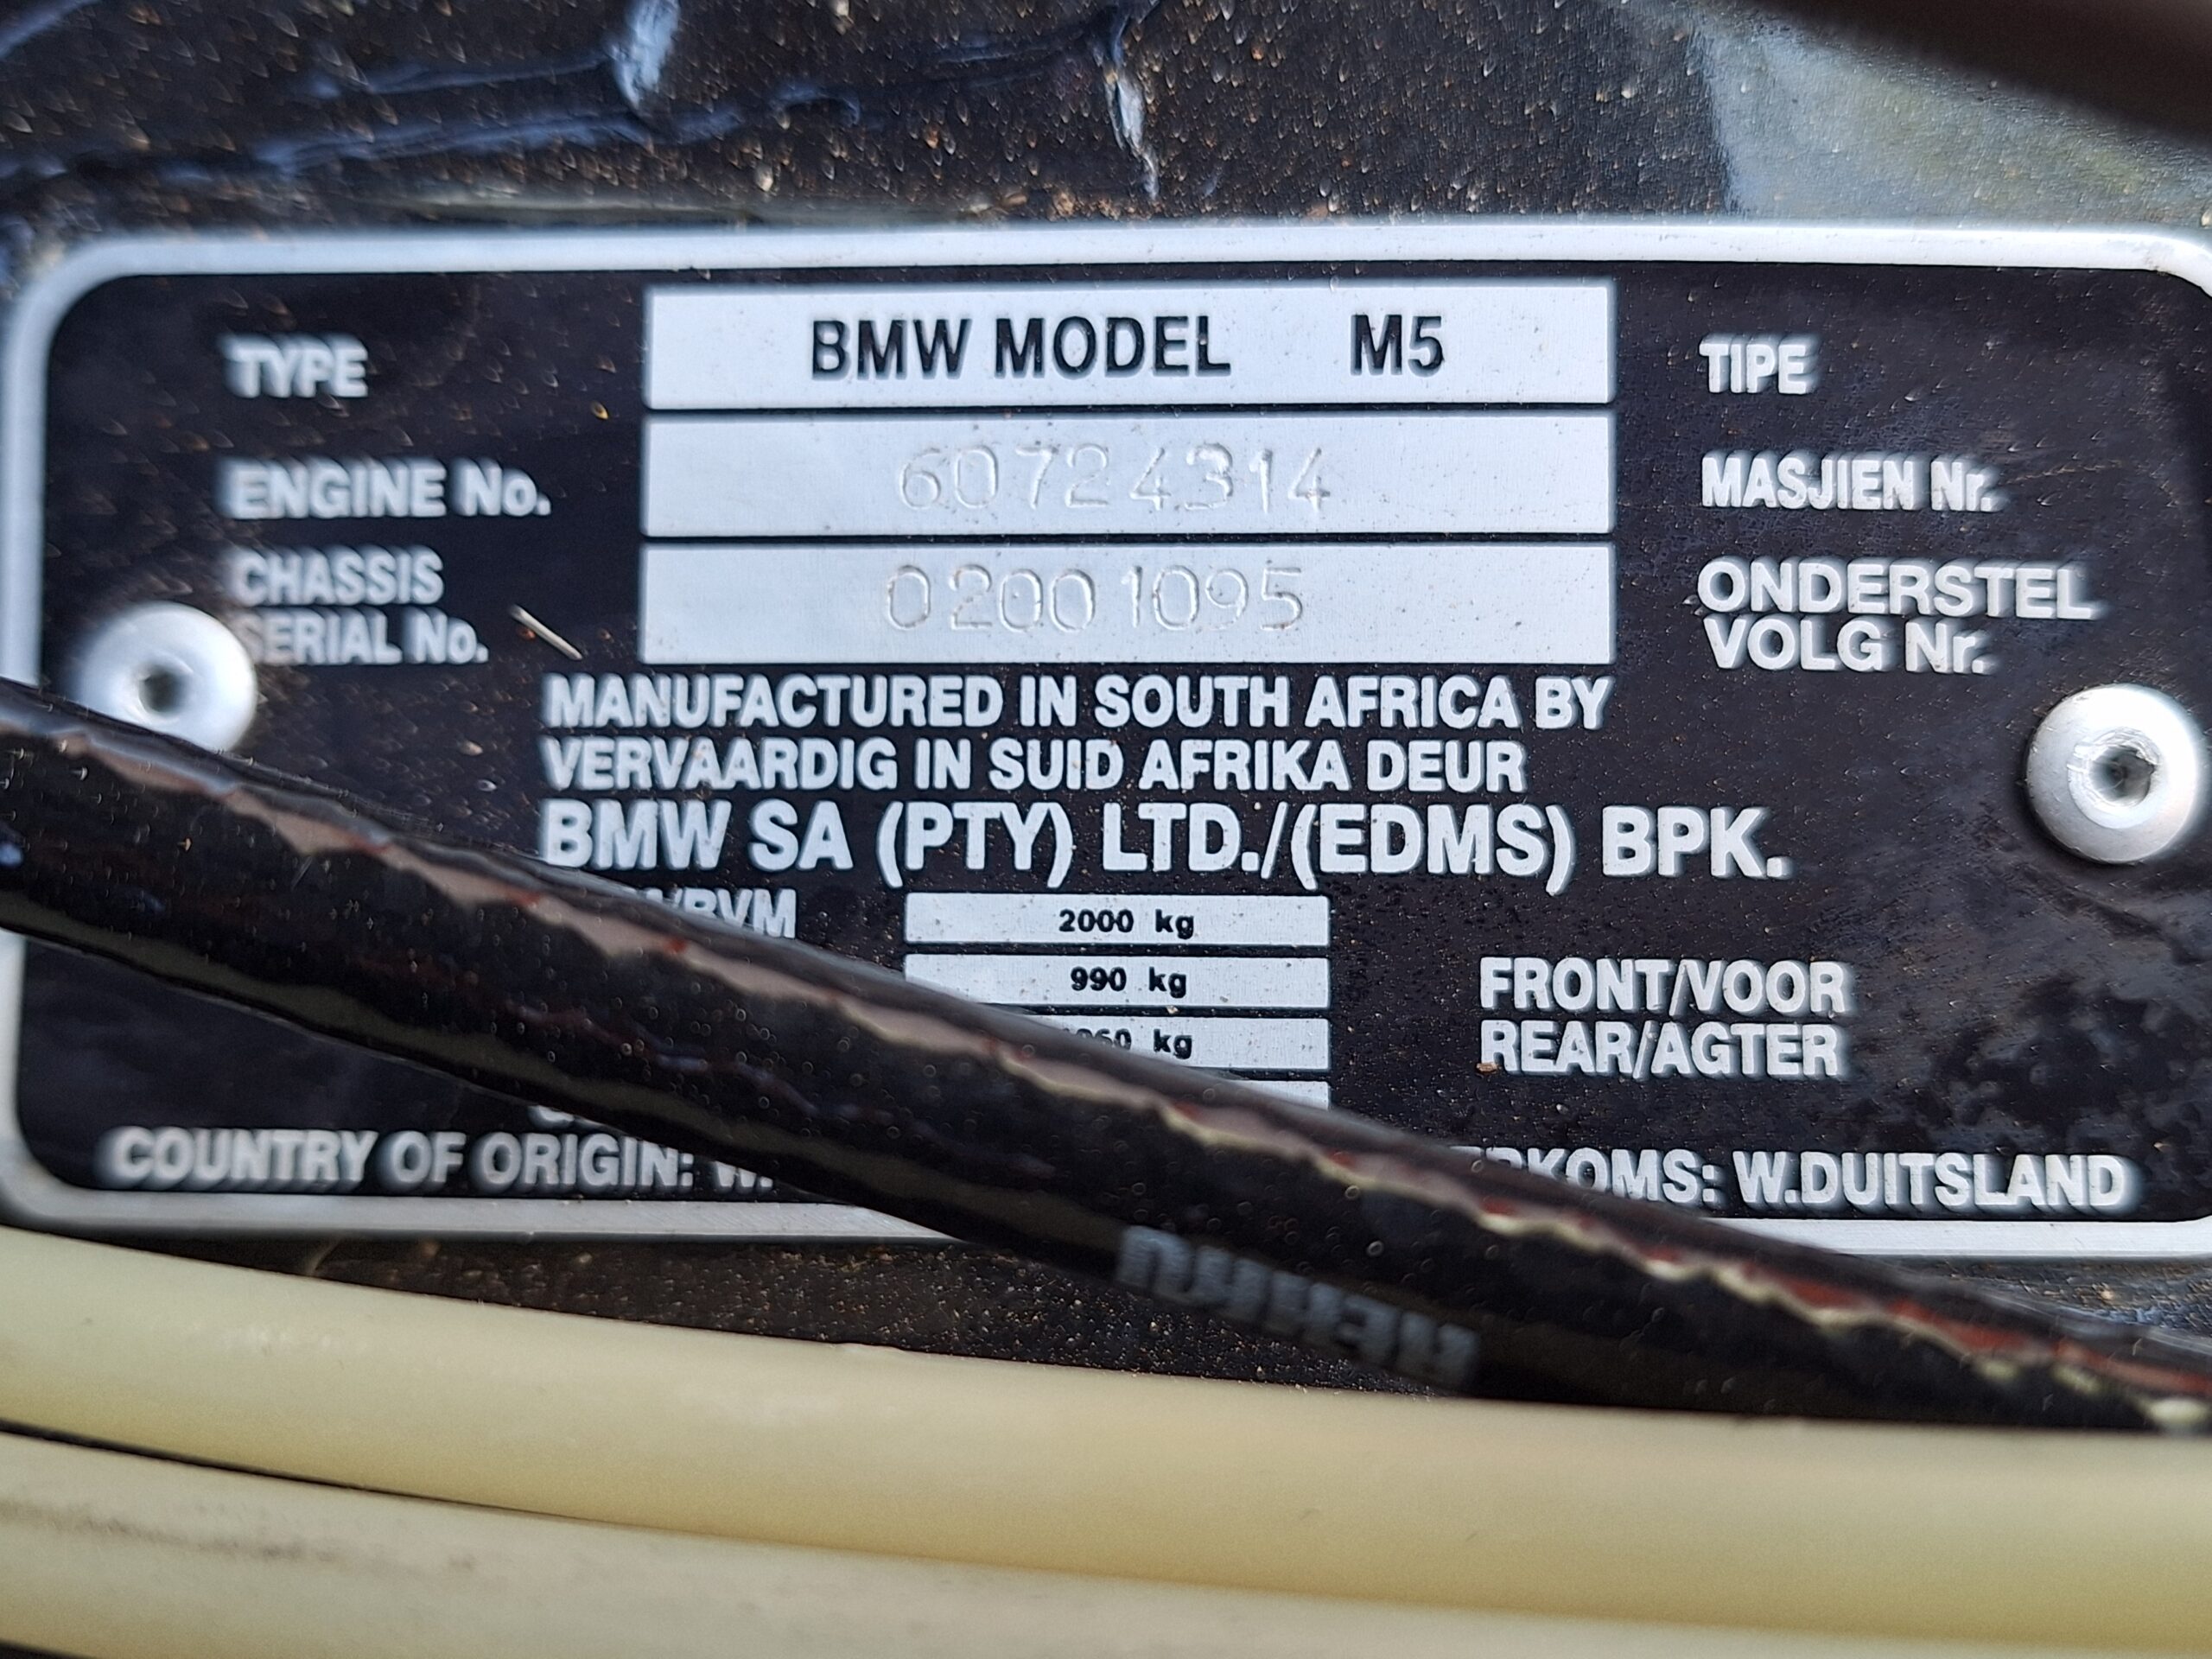 TYPE BMW MODEL M5 TIPE
ENGINE No. 60724314 MASJIEN Nr.
CHASSIS SERIAL No. 02001095 ONDERSTEL VOLG Nr.
MANUFACTURED IN SOUTH AFRICA BY
VERVAARDIG IN SUID AFRIKA DEUR
BMW SA (PTY) LTD./(EDMS) BPK.
2000 kg
990 kg FRONT/VOOR
kg REAR/AGTER
COUNTRY OF ORIGIN: W.DUITSLAND